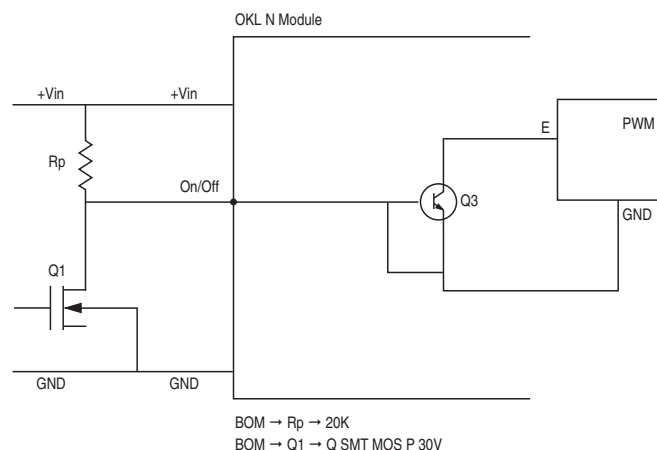 OKL N Module
+Vin
+Vin
E
PWM
Rp
On/Off
Q3
GND
Q1
GND
GND
BOM → Rp → 20K
BOM → Q1 → Q SMT MOS P 30V